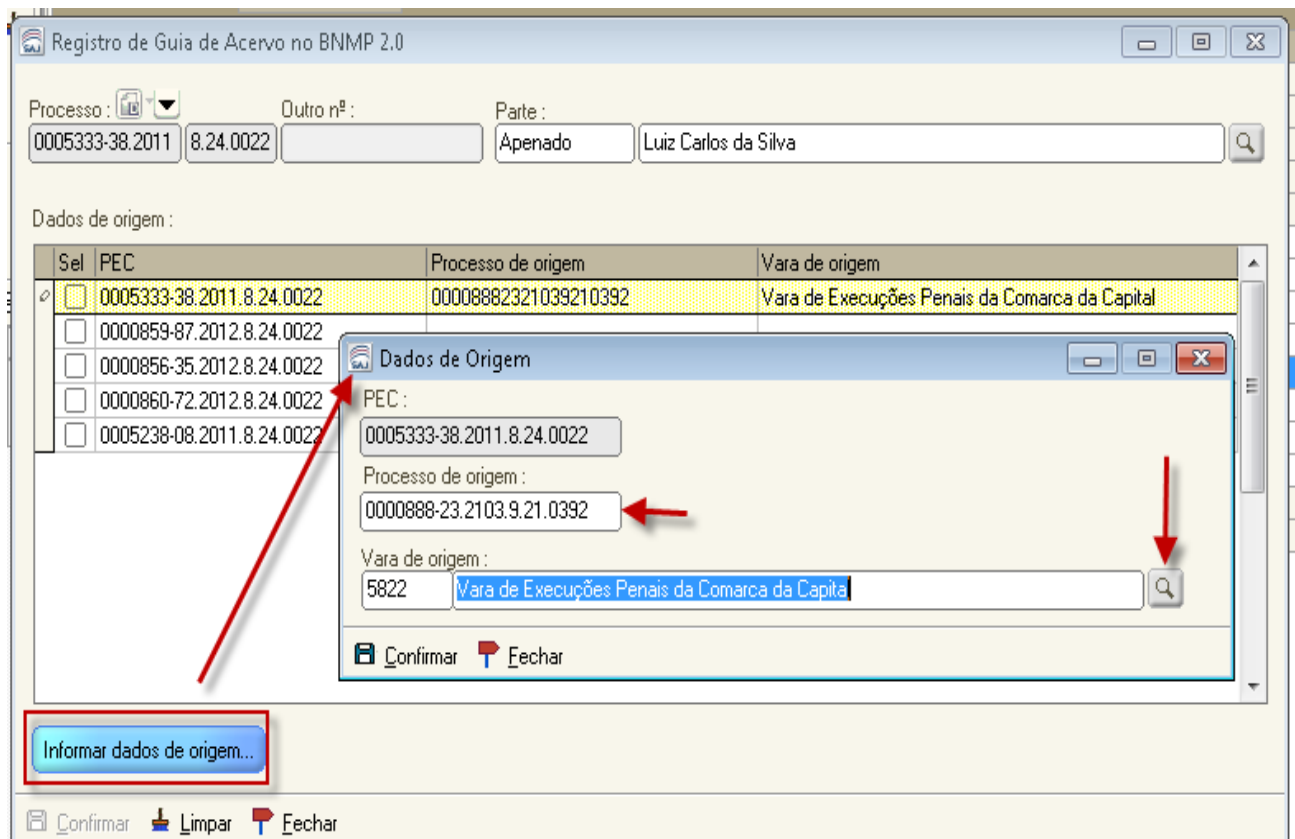 Registro de Guia de Acervo no BNMP 2.0
Processo : Outro nº : Parte :
0005333-38.2011 8.24.0022 Apenado Luiz Carlos da Silva
Dados de origem :
Sel PEC Processo de origem Vara de origem
0005333-38.2011.8.24.0022 00008882321039210392 Vara de Execuções Penais da Comarca da Capital
0000859-87.2012.8.24.0022
0000856-35.2012.8.24.0022
0000860-72.2012.8.24.0022
0005238-08.2011.8.24.0022
Dados de Origem
PEC :
0005333-38.2011.8.24.0022
Processo de origem :
0000888-23.2103.9.21.0392
Vara de origem :
5822 Vara de Execuções Penais da Comarca da Capital
Confirmar Fechar
Informar dados de origem...
Confirmar Limpar Fechar